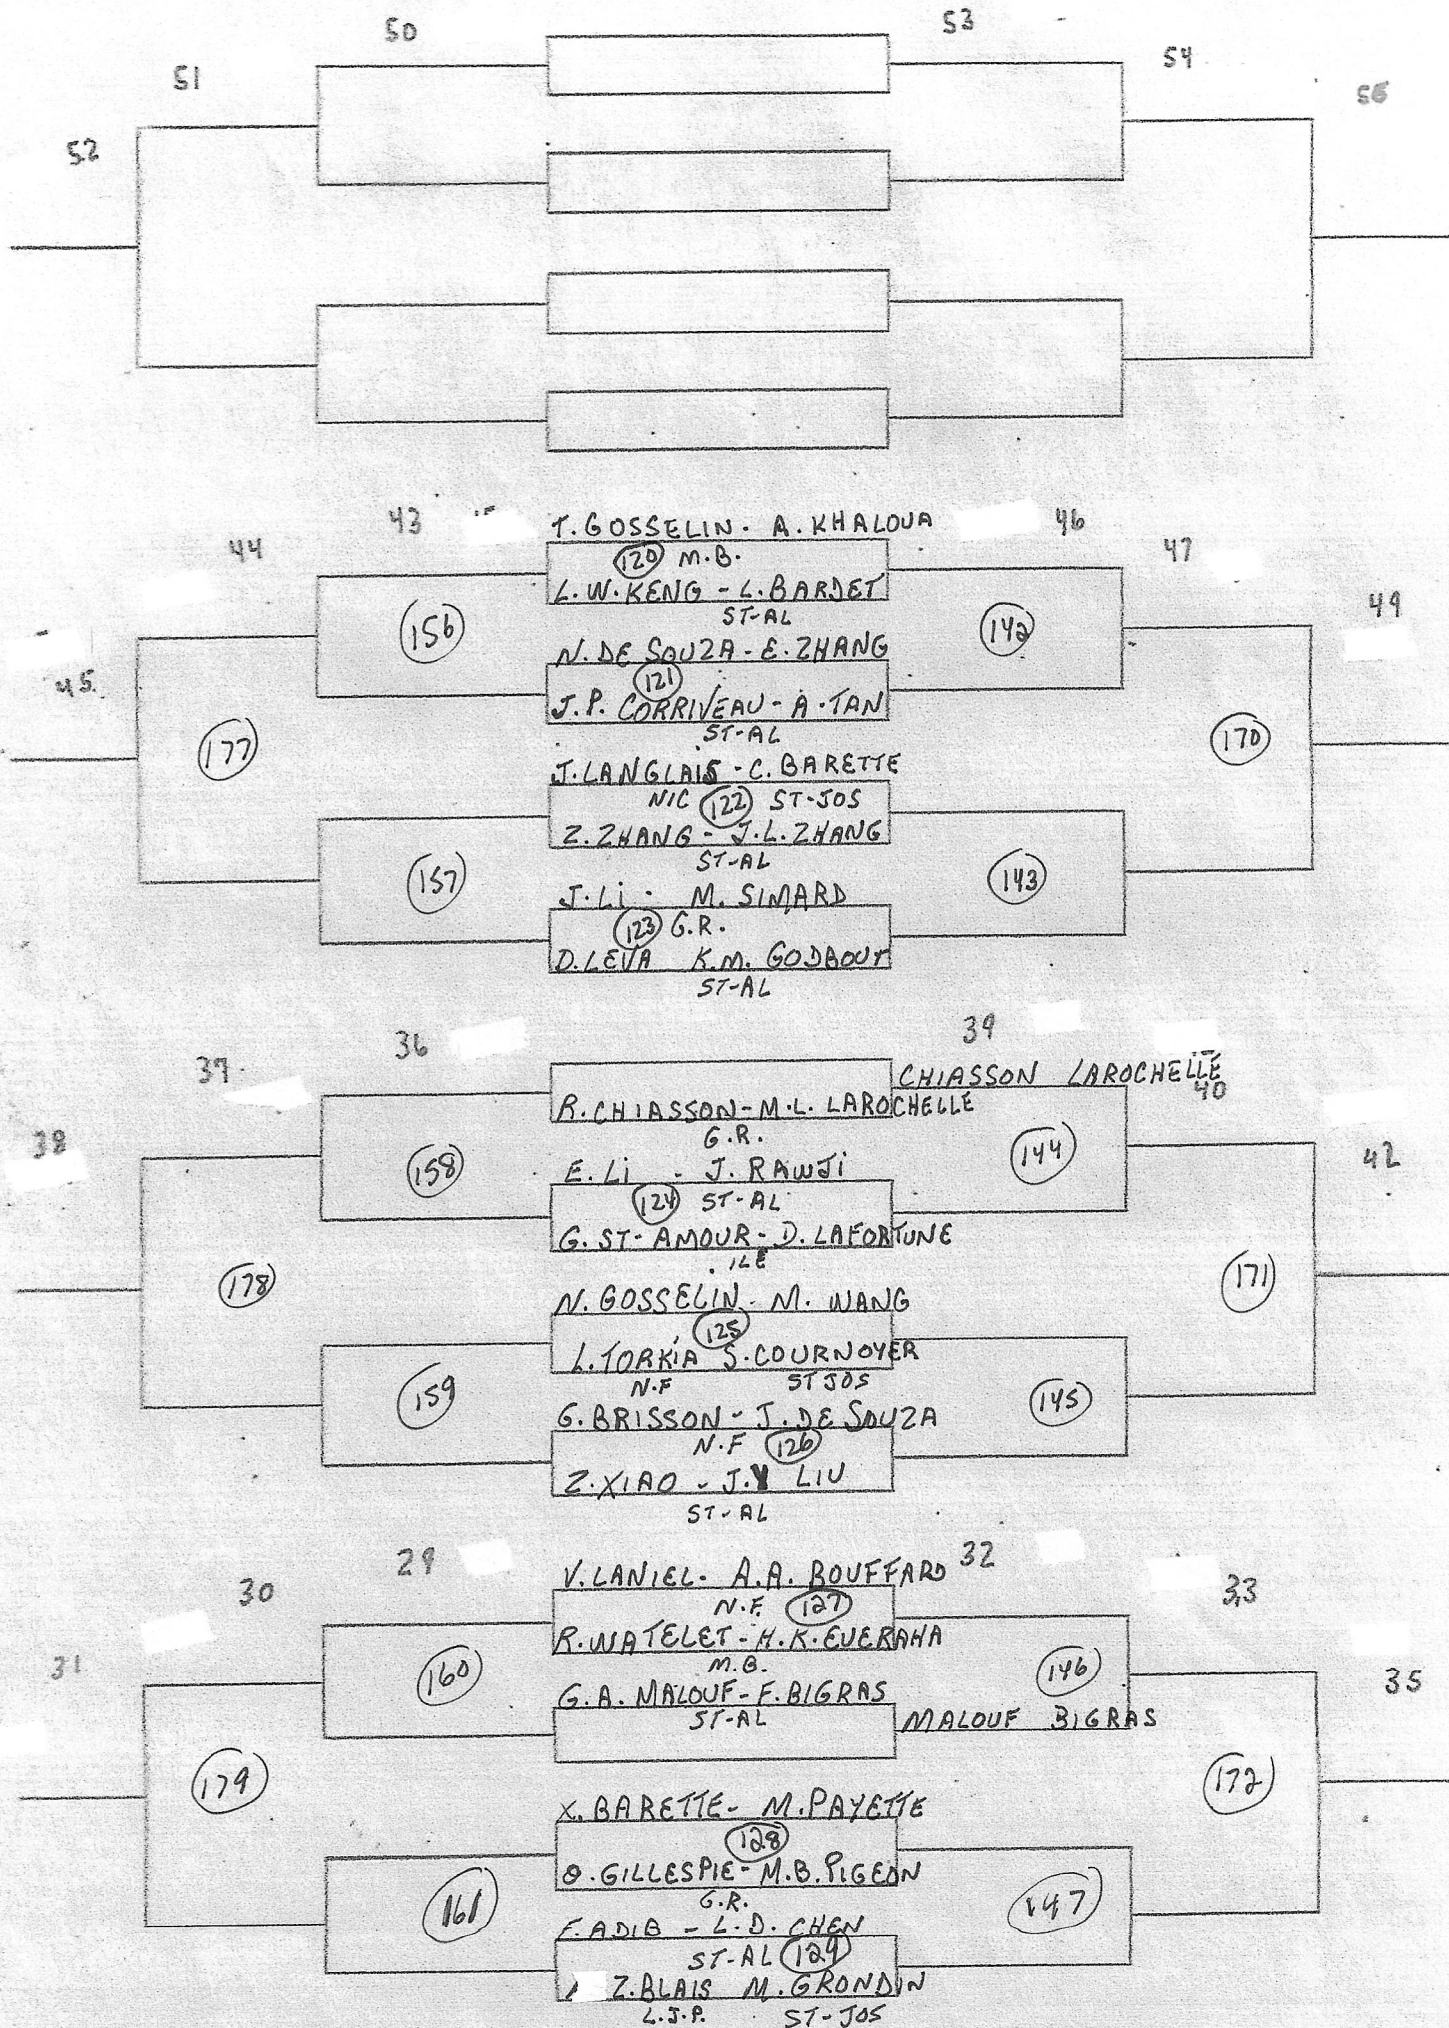 53
50
54
51
56
52
T. GOSSELIN - A. KHALOUA
43
46
44
47
120 M.B.
L.W. KENG - L. BARDET
ST-AL
49
156
142
N. DE SOUZA - E. ZHANG
45
121
J.P. CORRIVEAU - A. TAN
ST-AL
177
170
J. LANGLAIS - C. BARETTE
NIC 122 ST-JOS
Z. ZHANG - J.L. ZHANG
ST-AL
157
143
J. Li - M. SIMARD
123 G.R.
D. LEVA K.M. GODBOUT
ST-AL
39
36
37
CHIASSON LAROCHELLE
40
R. CHIASSON - M.L. LAROCHELLE
G.R.
38
42
158
144
E. Li - J. RAWJi
124 ST-AL
G. ST-AMOUR - D. LAFORTUNE
ILE
178
171
N. GOSSELIN - M. WANG
125
L. TORKiA S. COURNOYER
N.F ST JOS
159
145
G. BRISSON - J. DE SOUZA
N.F 126
Z. XIAO - J.Y LIU
ST-AL
29
32
V. LANIEL - A.A. BOUFFARD
30
33
N.F. 127
R. WATELET - H.K. EUERAHA
M.B.
31
35
160
146
G.A. MALOUF - F. BIGRAS
ST-AL
MALOUF BIGRAS
179
172
X. BARETTE - M. PAYETTE
128
O. GILLESPIE - M.B. PIGEON
G.R.
161
147
F. ADIB - L.D. CHEN
ST-AL 129
Z. BLAIS M. GRONDIN
L.J.P. ST-JOS